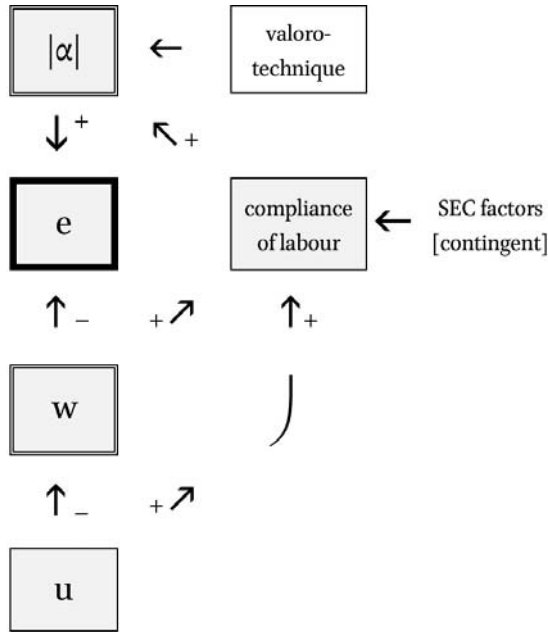 |α|
←
valoro-
technique
↓ +
↖ +
e
compliance
of labour
←
SEC factors
[contingent]
↑ −
+ ↗
↑ +
w
↑ −
+ ↗
u